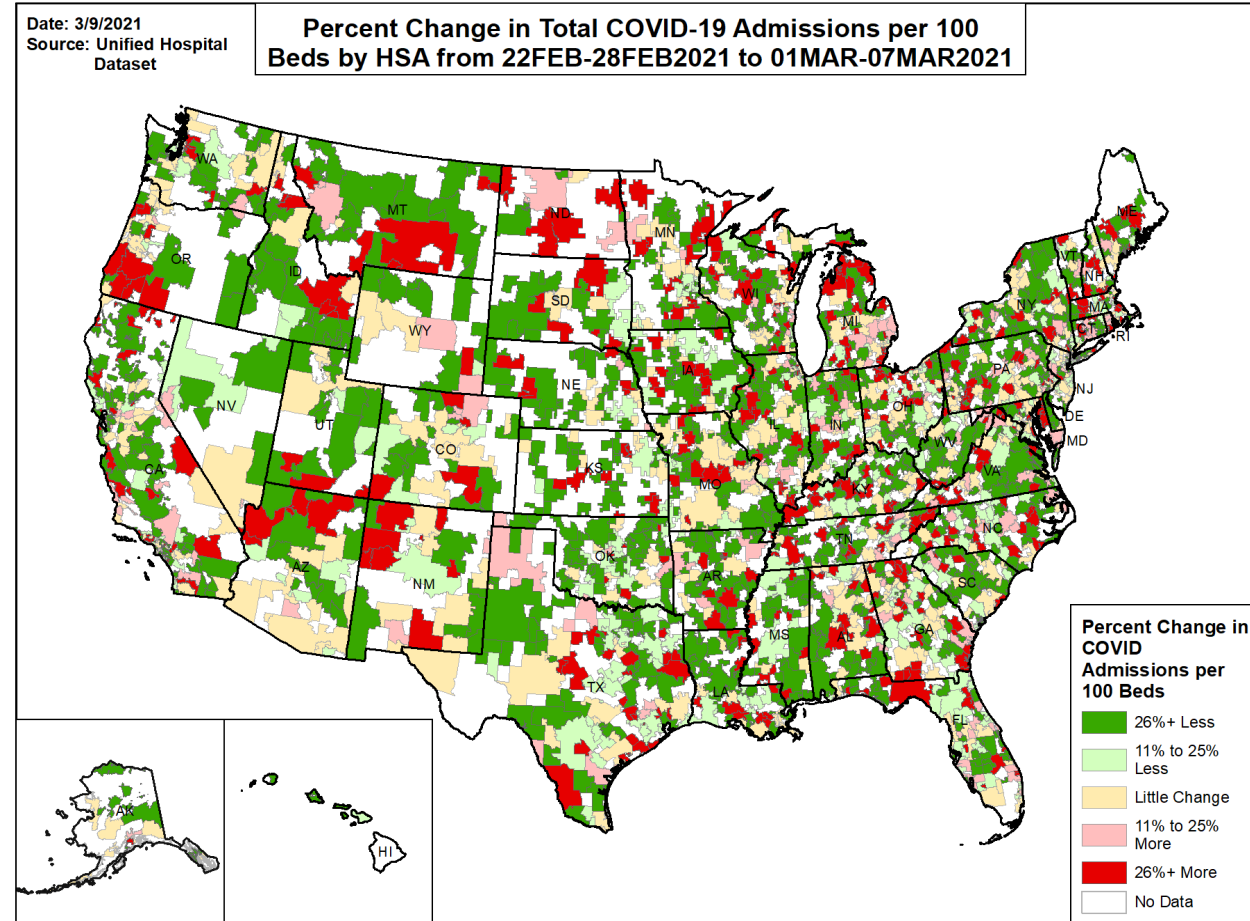 Date: 3/9/2021
Source: Unified Hospital
Dataset
Percent Change in Total COVID-19 Admissions per 100
Beds by HSA from 22FEB-28FEB2021 to 01MAR-07MAR2021
WA
MT
ND
MN
ME
OR
ID
SD
WI
VT
NH
NY
MA
CT
RI
WY
MI
IA
NE
PA
NJ
NV
UT
CO
IL
IN
OH
DE
MD
WV
VA
CA
KS
MO
KY
NC
TN
AZ
NM
OK
AR
SC
MS
AL
GA
TX
LA
FL
AK
HI
Percent Change in
COVID
Admissions per
100 Beds
26%+ Less
11% to 25%
Less
Little Change
11% to 25%
More
26%+ More
No Data